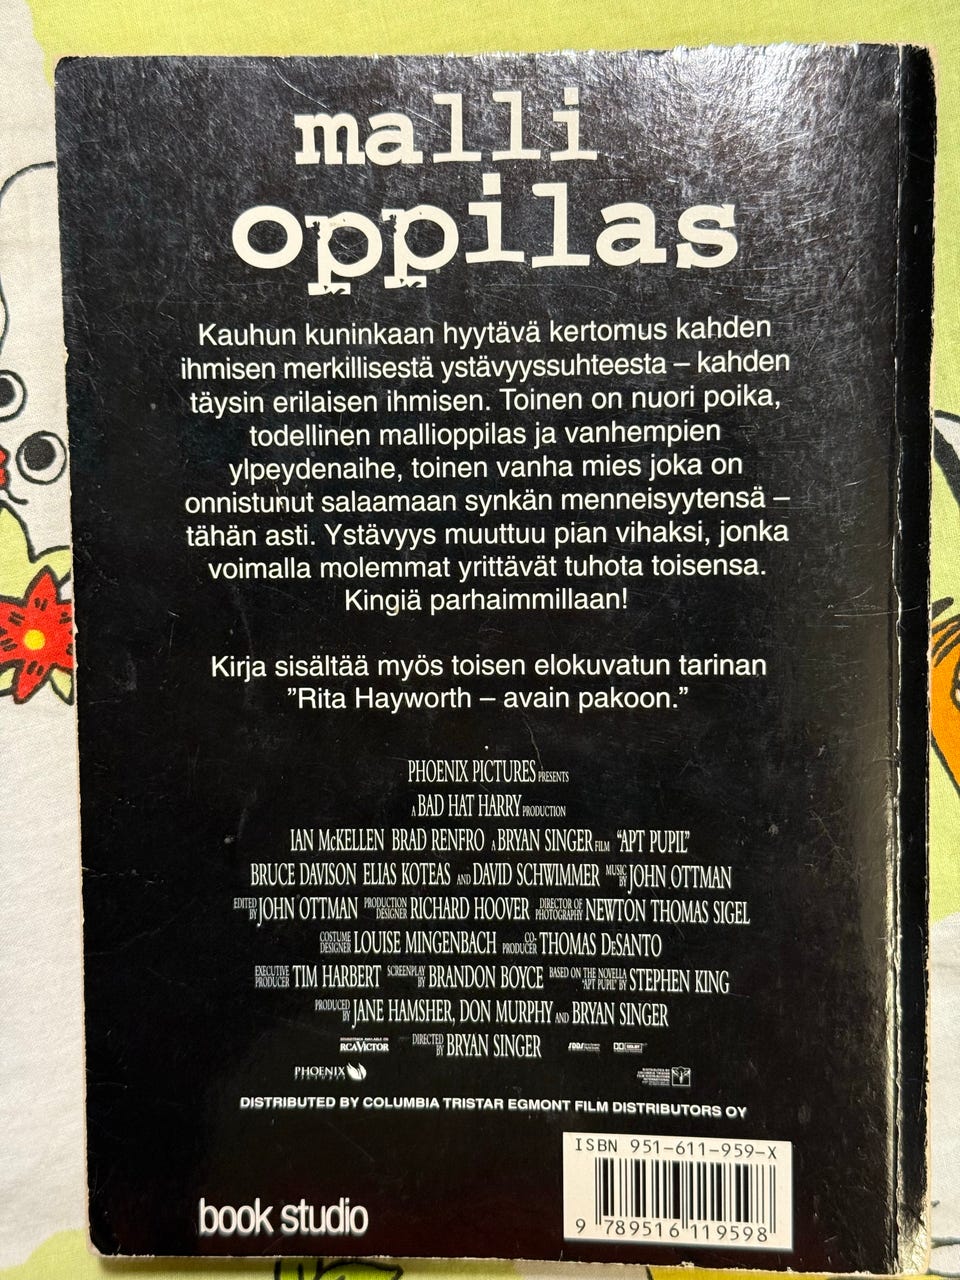 malli
oppilas
Kauhun kuninkaan hyytävä kertomus kahden
ihmisen merkillisestä ystävyyssuhteesta – kahden
täysin erilaisen ihmisen. Toinen on nuori poika,
todellinen mallioppilas ja vanhempien
ylpeydenaihe, toinen vanha mies joka on
onnistunut salaamaan synkän menneisyytensä –
tähän asti. Ystävyys muuttuu pian vihaksi, jonka
voimalla molemmat yrittävät tuhota toisensa.
Kingiä parhaimmillaan!
Kirja sisältää myös toisen elokuvatun tarinan
”Rita Hayworth – avain pakoon.”
PHOENIX PICTURES PRESENTS
A BAD HAT HARRY PRODUCTION
IAN McKELLEN BRAD RENFRO A BRYAN SINGER FILM “APT PUPIL”
BRUCE DAVISON ELIAS KOTEAS AND DAVID SCHWIMMER MUSIC BY JOHN OTTMAN
EDITED BY JOHN OTTMAN PRODUCTION DESIGNER RICHARD HOOVER DIRECTOR OF PHOTOGRAPHY NEWTON THOMAS SIGEL
COSTUME DESIGNER LOUISE MINGENBACH CO-PRODUCER THOMAS DeSANTO
EXECUTIVE PRODUCER TIM HARBERT SCREENPLAY BY BRANDON BOYCE BASED ON THE NOVELLA "APT PUPIL" BY STEPHEN KING
PRODUCED BY JANE HAMSHER, DON MURPHY AND BRYAN SINGER
SOUNDTRACK AVAILABLE ON RCA VICTOR DIRECTED BY BRYAN SINGER SDDS DOLBY
PHOENIX PICTURES
DISTRIBUTED BY COLUMBIA TRISTAR EGMONT FILM DISTRIBUTORS OY
ISBN 951-611-959-X
9 789516 119598
book studio